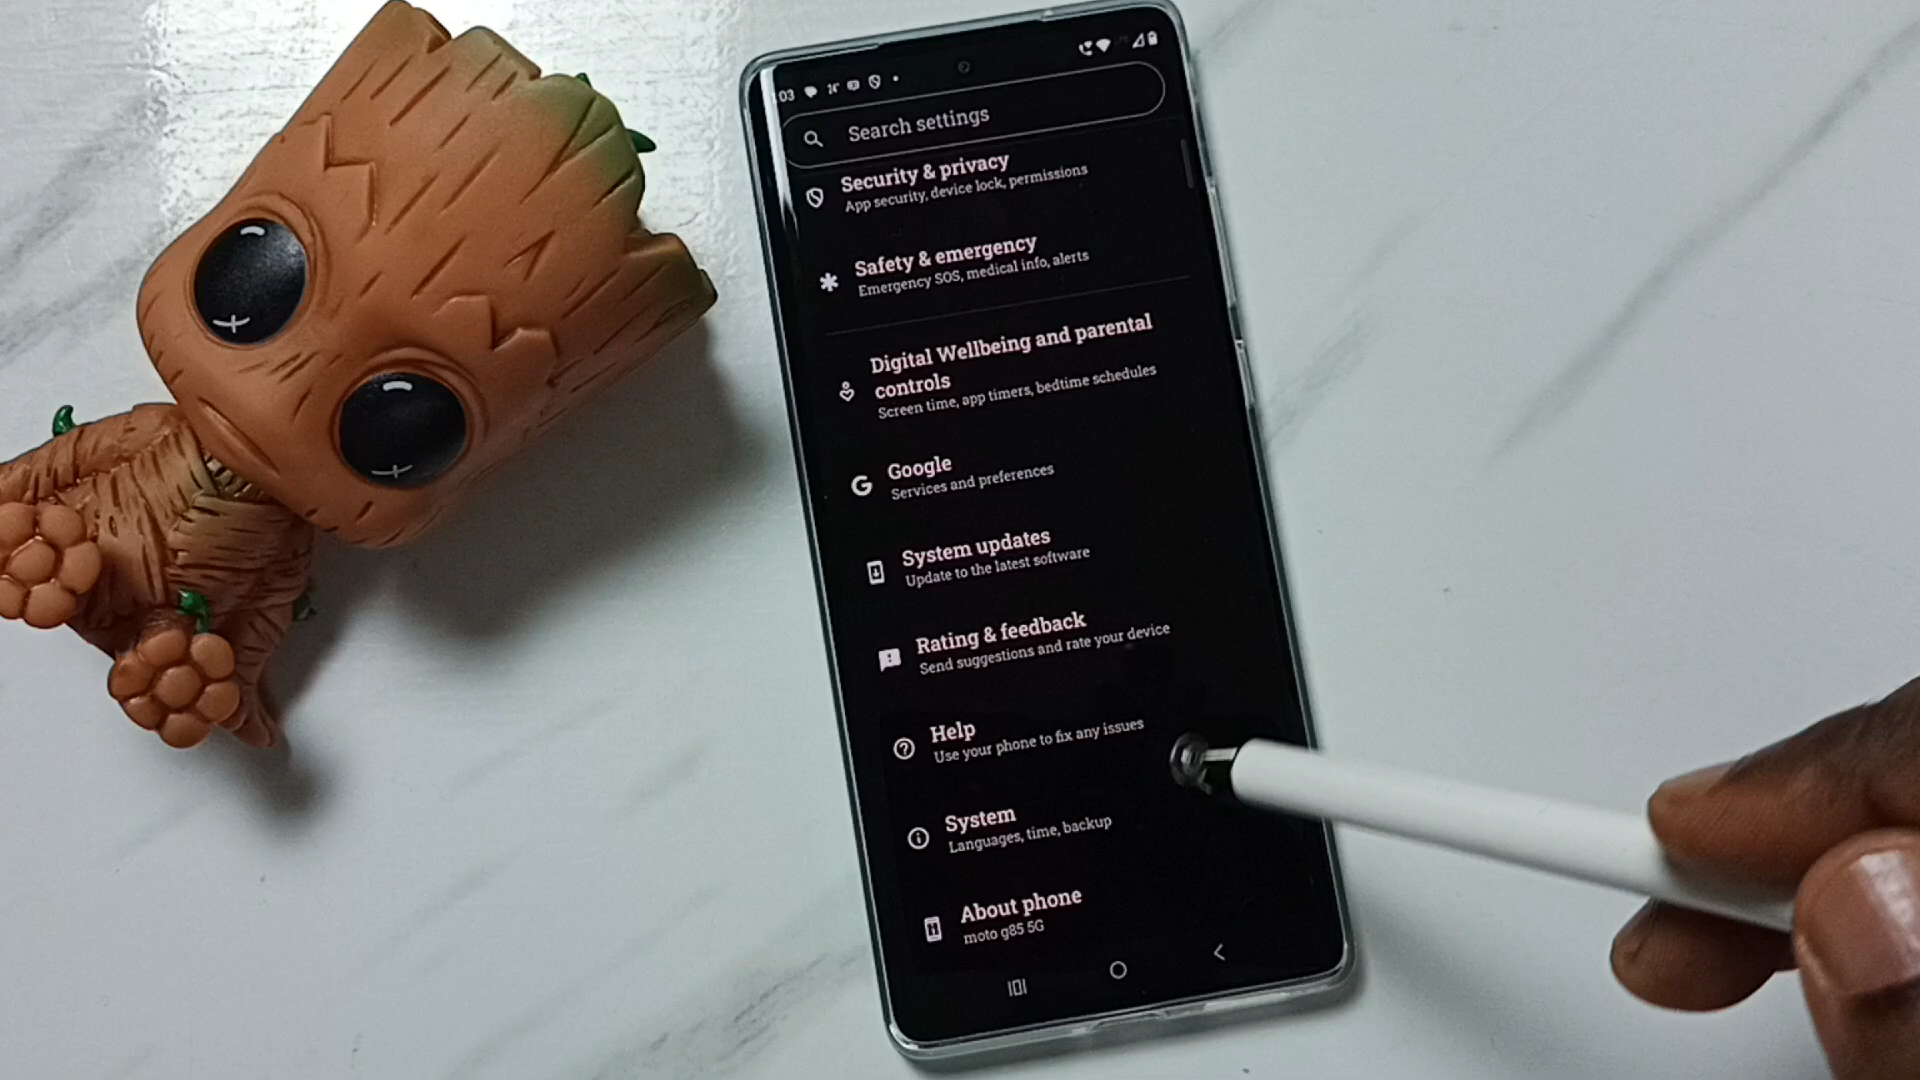 :03
Search settings
Security & privacy
App security, device lock, permissions
Safety & emergency
Emergency SOS, medical info, alerts
Digital Wellbeing and parental
controls
Screen time, app timers, bedtime schedules
Google
Services and preferences
System updates
Update to the latest software
Rating & feedback
Send suggestions and rate your device
Help
Use your phone to fix any issues
System
Languages, time, backup
About phone
moto g85 5G